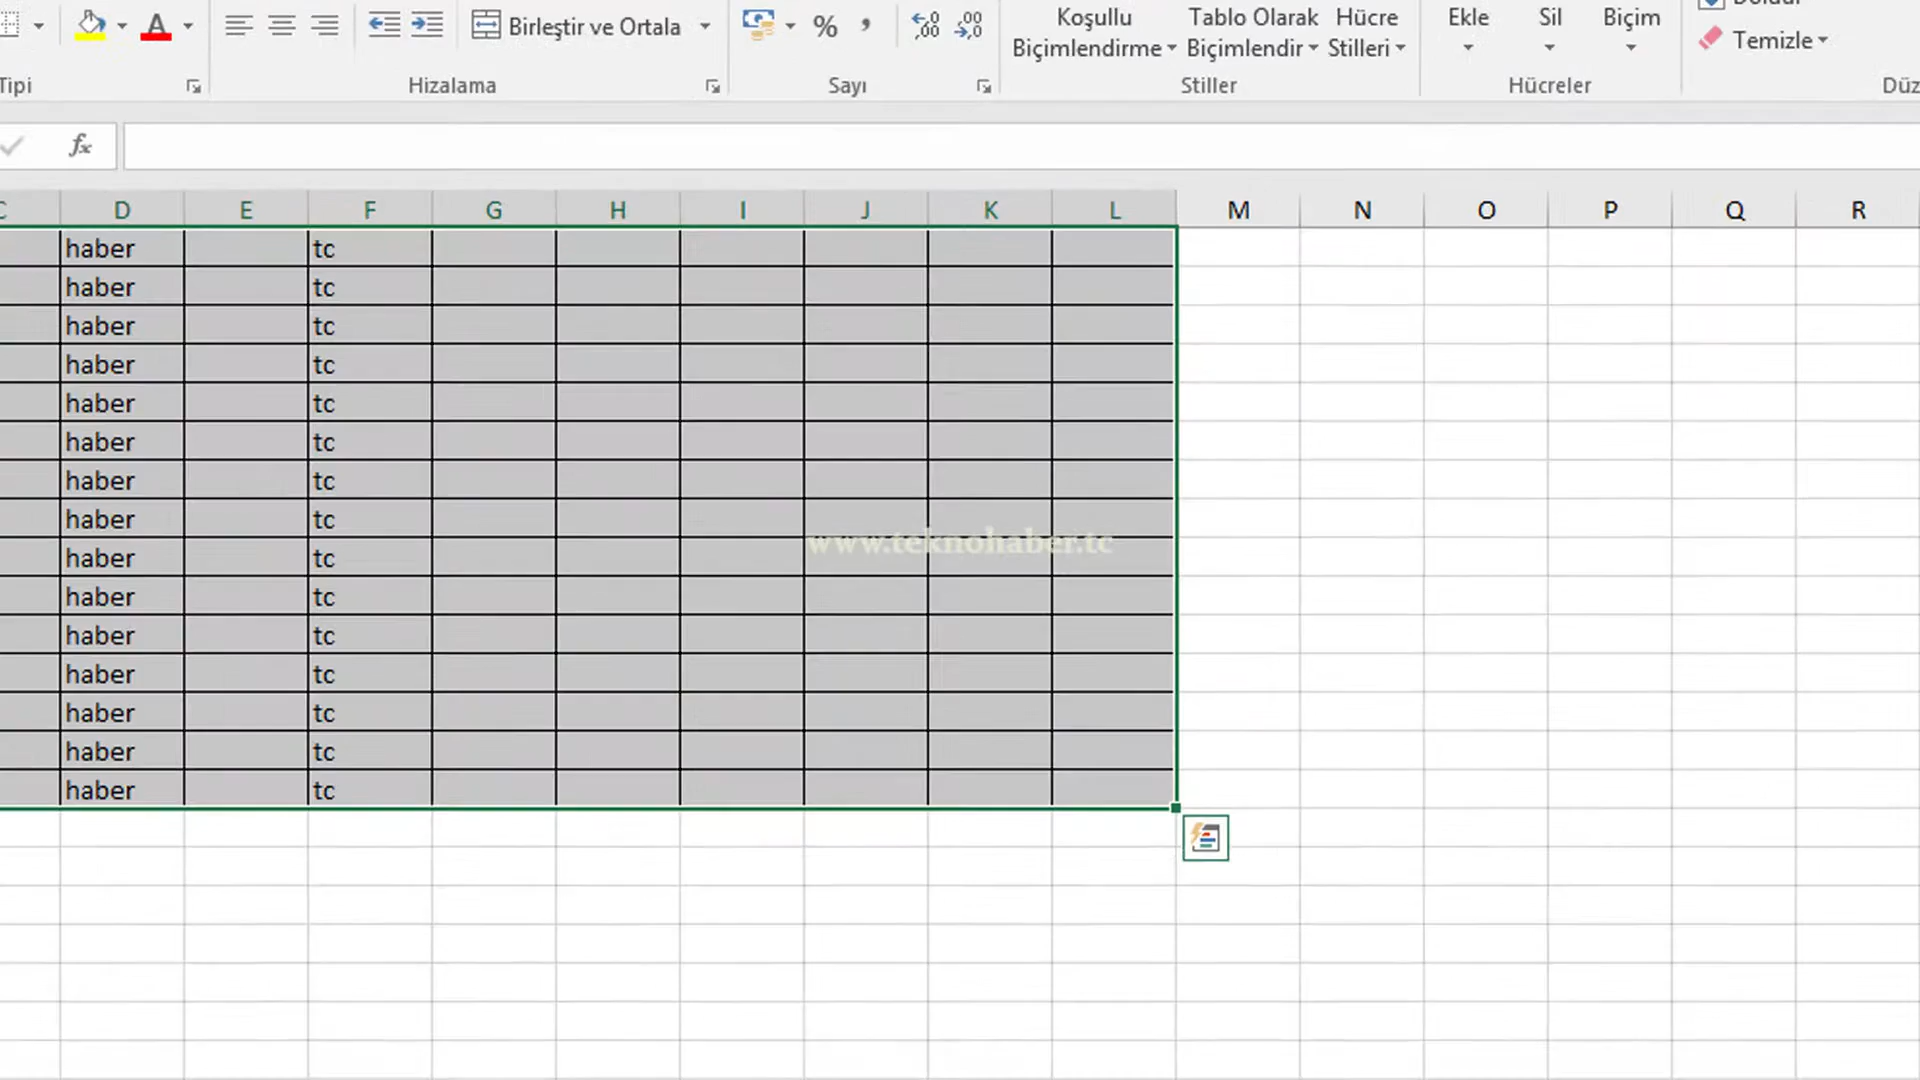 Birleştir ve Ortala
%
Koşullu Biçimlendirme
Tablo Olarak Biçimlendir
Hücre Stilleri
Ekle
Sil
Biçim
Temizle
Tipi
Hizalama
Sayı
Stiller
Hücreler
Düz
fx
C D E F G H I J K L M N O P Q R
haber tc
haber tc
haber tc
haber tc
haber tc
haber tc
haber tc
haber tc
www.teknohaber.tc
haber tc
haber tc
haber tc
haber tc
haber tc
haber tc
haber tc